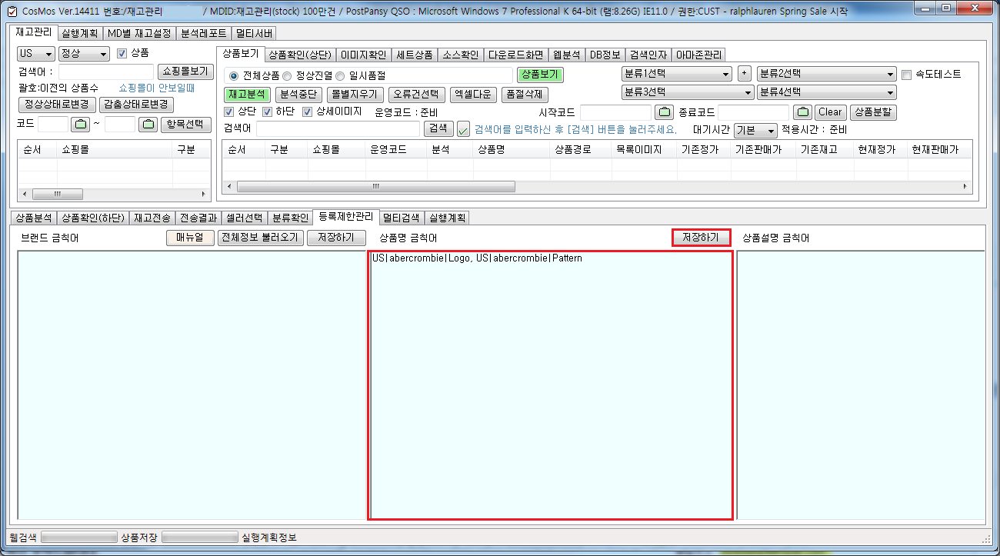 CosMos Ver.14411 번호:/재고관리 / MDID:재고관리(stock) 100만건 / PostPansy QSO : Microsoft Windows 7 Professional K 64-bit (램:8.26G) IE11.0 / 권한:CUST - ralphlauren Spring Sale 시작
재고관리 실행계획 MD별 재고설정 분석레포트 멀티서버
US 정상 상품
검색어 : 쇼핑몰보기
괄호:이전의 상품수 쇼핑몰이 안보일때
정상상태로변경 감춤상태로변경
코드 ~ 항목선택
순서 쇼핑몰 구분
상품보기 상품확인(상단) 이미지확인 세트상품 소스확인 다운로드화면 웹분석 DB정보 검색인자 아마존관리
전체상품 정상진열 일시품절 상품보기 분류1선택 + 분류2선택 속도테스트
재고분석 분석중단 몰별지우기 오류건선택 엑셀다운 품절삭제 분류3선택 분류4선택
상단 하단 상세이미지 운영코드 : 준비 시작코드 종료코드 Clear 상품분할
검색어 검색 검색어를 입력하신 후 [검색] 버튼을 눌러주세요. 대기시간 기본 적용시간 : 준비
순서 구분 쇼핑몰 운영코드 분석 상품명 상품경로 목록이미지 기존정가 기존판매가 기존재고 현재정가 현재판매가
상품분석 상품확인(하단) 재고전송 전송결과 셀러선택 분류확인 등록제한관리 멀티검색 실행계획
브랜드 금칙어 매뉴얼 전체정보 불러오기 저장하기 상품명 금칙어 저장하기 상품설명 금칙어
US|abercrombie|Logo, US|abercrombie|Pattern
웹검색 상품저장 실행계획정보